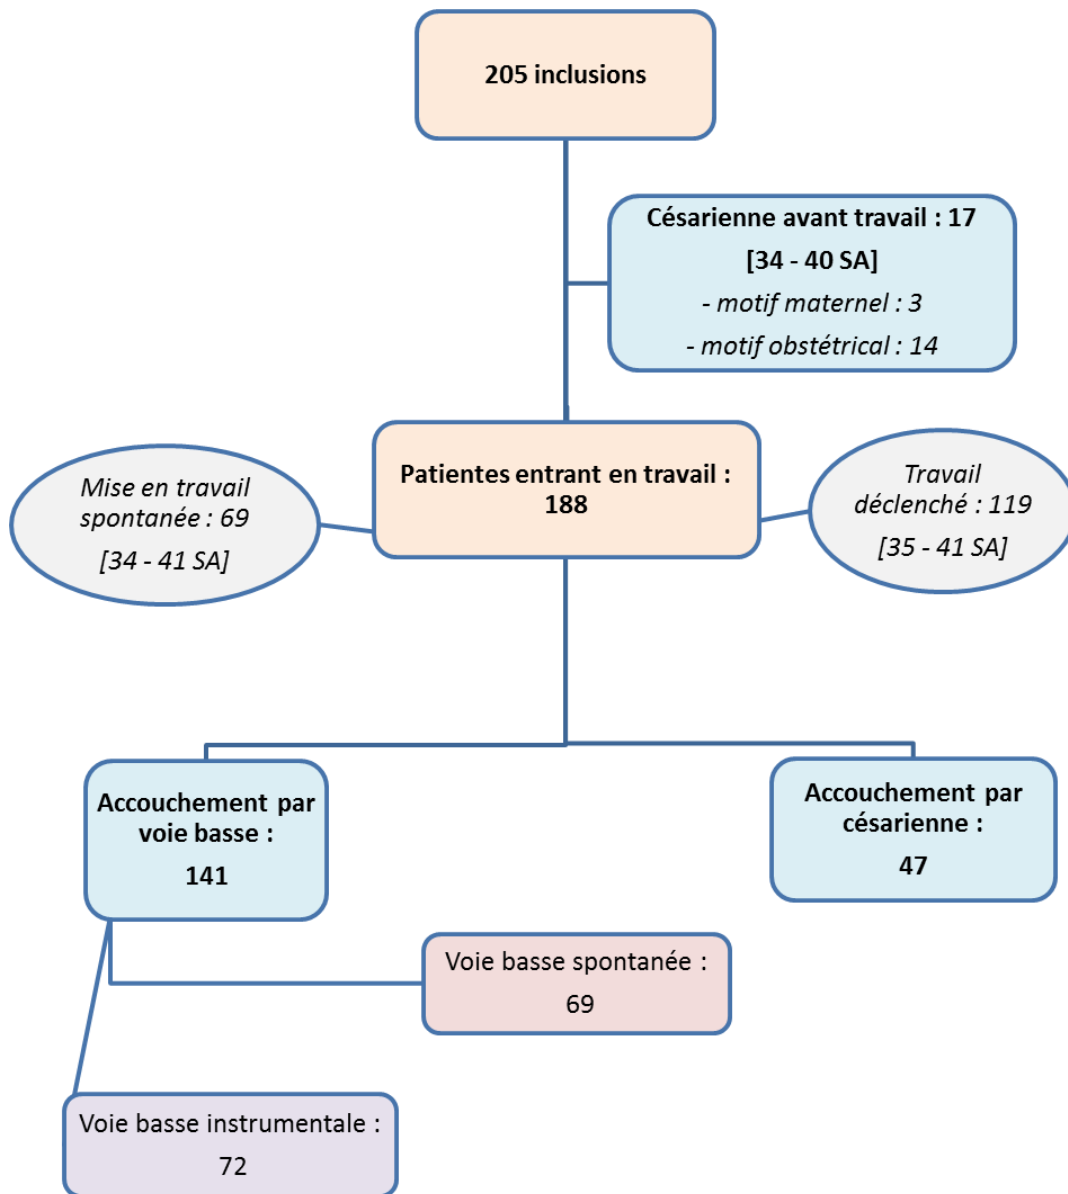 205 inclusions
Césarienne avant travail : 17
[34 - 40 SA]
- motif maternel : 3
- motif obstétrical : 14
Patientes entrant en travail :
188
Mise en travail
spontanée : 69
[34 - 41 SA]
Travail
déclenché : 119
[35 - 41 SA]
Accouchement par
voie basse :
141
Accouchement par
césarienne :
47
Voie basse spontanée :
69
Voie basse instrumentale :
72